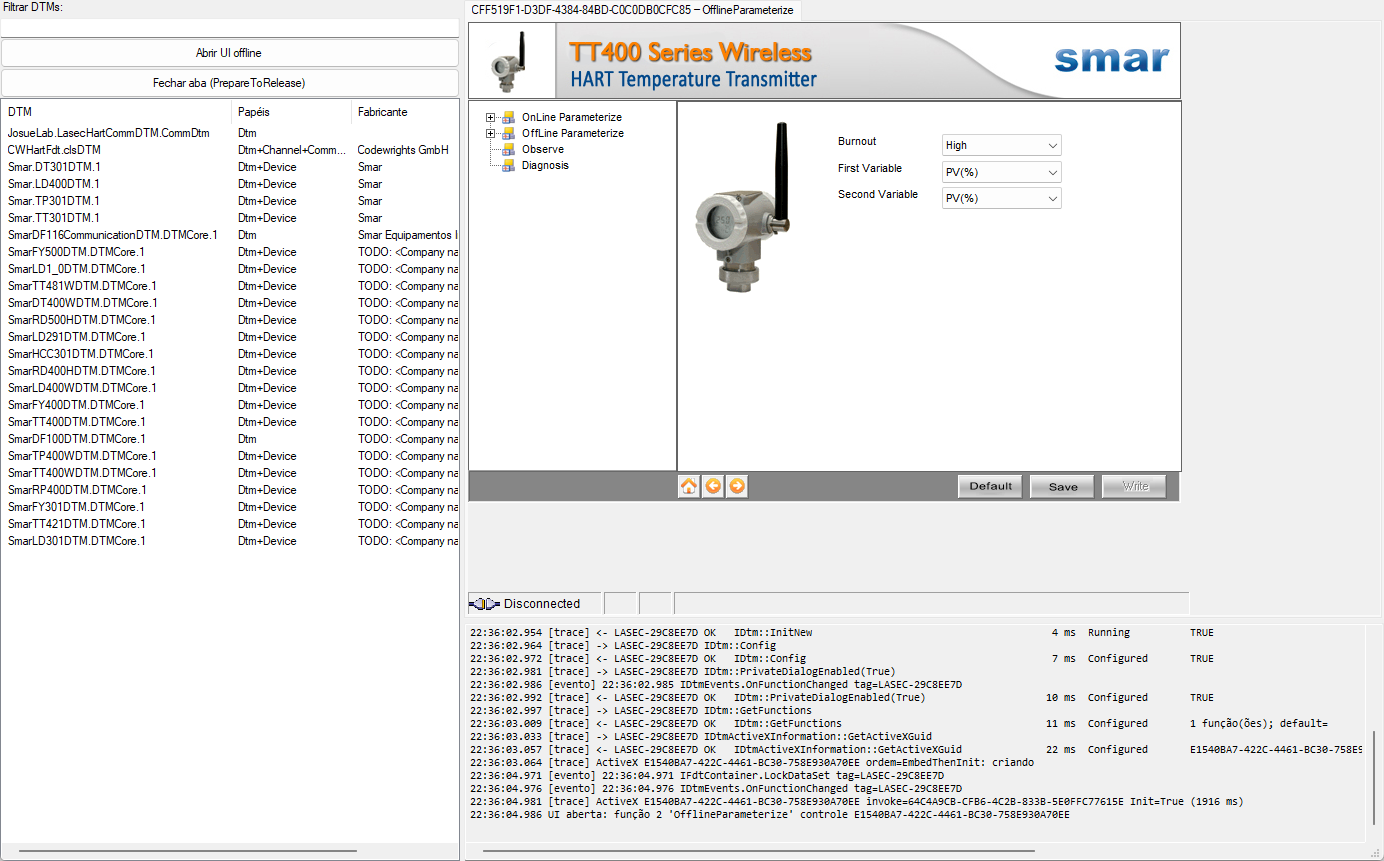 Filtrar DTMs:
Abrir UI offline
Fechar aba (PrepareToRelease)
DTM Papéis Fabricante
JosueLab.LasecHartCommDTM.CommDtm Dtm
CWHartFdt.clsDTM Dtm+Channel+Comm... Codewrights GmbH
Smar.DT301DTM.1 Dtm+Device Smar
Smar.LD400DTM.1 Dtm+Device Smar
Smar.TP301DTM.1 Dtm+Device Smar
Smar.TT301DTM.1 Dtm+Device Smar
SmarDF116CommunicationDTM.DTMCore.1 Dtm Smar Equipamentos I
SmarFY500DTM.DTMCore.1 Dtm+Device TODO: <Company na
SmarLD1_0DTM.DTMCore.1 Dtm+Device TODO: <Company na
SmarTT481WDTM.DTMCore.1 Dtm+Device TODO: <Company na
SmarDT400WDTM.DTMCore.1 Dtm+Device TODO: <Company na
SmarRD500HDTM.DTMCore.1 Dtm+Device TODO: <Company na
SmarLD291DTM.DTMCore.1 Dtm+Device TODO: <Company na
SmarHCC301DTM.DTMCore.1 Dtm+Device TODO: <Company na
SmarRD400HDTM.DTMCore.1 Dtm+Device TODO: <Company na
SmarLD400WDTM.DTMCore.1 Dtm+Device TODO: <Company na
SmarFY400DTM.DTMCore.1 Dtm+Device TODO: <Company na
SmarTT400DTM.DTMCore.1 Dtm+Device TODO: <Company na
SmarDF100DTM.DTMCore.1 Dtm TODO: <Company na
SmarTP400WDTM.DTMCore.1 Dtm+Device TODO: <Company na
SmarTT400WDTM.DTMCore.1 Dtm+Device TODO: <Company na
SmarRP400DTM.DTMCore.1 Dtm+Device TODO: <Company na
SmarFY301DTM.DTMCore.1 Dtm+Device TODO: <Company na
SmarTT421DTM.DTMCore.1 Dtm+Device TODO: <Company na
SmarLD301DTM.DTMCore.1 Dtm+Device TODO: <Company na
CFF519F1-D3DF-4384-84BD-C0C0DB0CFC85 – OfflineParameterize
TT400 Series Wireless
HART Temperature Transmitter
smar
OnLine Parameterize
OffLine Parameterize
Observe
Diagnosis
Burnout High
First Variable PV(%)
Second Variable PV(%)
Default Save Write
Disconnected
22:36:02.954 [trace] <- LASEC-29C8EE7D OK IDtm::InitNew 4 ms Running TRUE
22:36:02.964 [trace] -> LASEC-29C8EE7D IDtm::Config
22:36:02.972 [trace] <- LASEC-29C8EE7D OK IDtm::Config 7 ms Configured TRUE
22:36:02.981 [trace] -> LASEC-29C8EE7D IDtm::PrivateDialogEnabled(True)
22:36:02.986 [evento] 22:36:02.985 IDtmEvents.OnFunctionChanged tag=LASEC-29C8EE7D
22:36:02.992 [trace] <- LASEC-29C8EE7D OK IDtm::PrivateDialogEnabled(True) 10 ms Configured TRUE
22:36:02.997 [trace] -> LASEC-29C8EE7D IDtm::GetFunctions
22:36:03.009 [trace] <- LASEC-29C8EE7D OK IDtm::GetFunctions 11 ms Configured 1 função(ões); default=
22:36:03.033 [trace] -> LASEC-29C8EE7D IDtmActiveXInformation::GetActiveXGuid
22:36:03.057 [trace] <- LASEC-29C8EE7D OK IDtmActiveXInformation::GetActiveXGuid 22 ms Configured E1540BA7-422C-4461-BC30-758E9
22:36:03.064 [trace] ActiveX E1540BA7-422C-4461-BC30-758E930A70EE ordem=EmbedThenInit: criando
22:36:04.971 [evento] 22:36:04.971 IFdtContainer.LockDataSet tag=LASEC-29C8EE7D
22:36:04.976 [evento] 22:36:04.976 IDtmEvents.OnFunctionChanged tag=LASEC-29C8EE7D
22:36:04.981 [trace] ActiveX E1540BA7-422C-4461-BC30-758E930A70EE invoke=64C4A9CB-CFB6-4C2B-833B-5E0FFC77615E Init=True (1916 ms)
22:36:04.986 UI aberta: função 2 'OfflineParameterize' controle E1540BA7-422C-4461-BC30-758E930A70EE